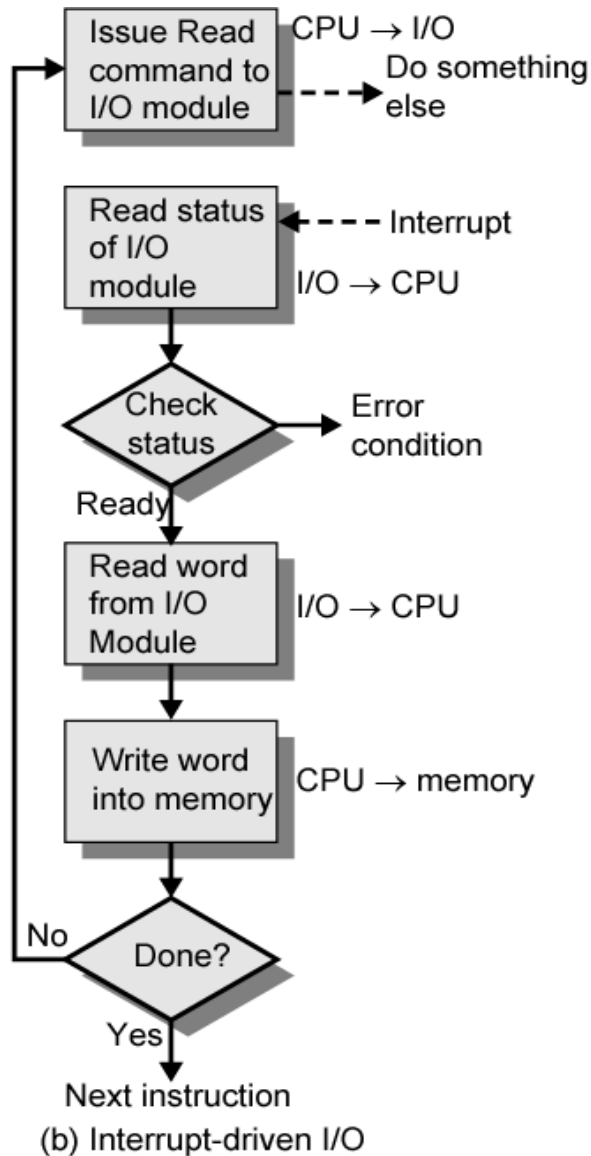 Issue Read
command to
I/O module
CPU → I/O
Do something
else
Read status
of I/O
module
Interrupt
I/O → CPU
Check
status
Error
condition
Ready
Read word
from I/O
Module
I/O → CPU
Write word
into memory
CPU → memory
No
Done?
Yes
Next instruction
(b) Interrupt-driven I/O